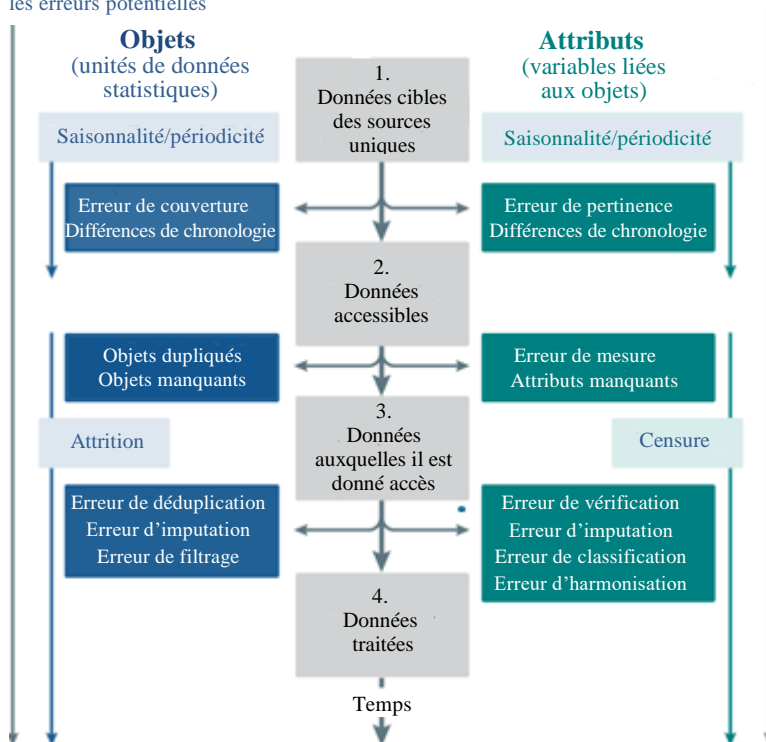 les erreurs potentielles
Objets
(unités de données
statistiques)
Attributs
(variables liées
aux objets)
1.
Données cibles
des sources
uniques
Saisonnalité/périodicité
Saisonnalité/périodicité
Erreur de couverture
Différences de chronologie
Erreur de pertinence
Différences de chronologie
2.
Données
accessibles
Objets dupliqués
Objets manquants
Erreur de mesure
Attributs manquants
3.
Données
auxquelles il est
donné accès
Attrition
Censure
Erreur de déduplication
Erreur d’imputation
Erreur de filtrage
Erreur de vérification
Erreur d’imputation
Erreur de classification
Erreur d’harmonisation
4.
Données
traitées
Temps